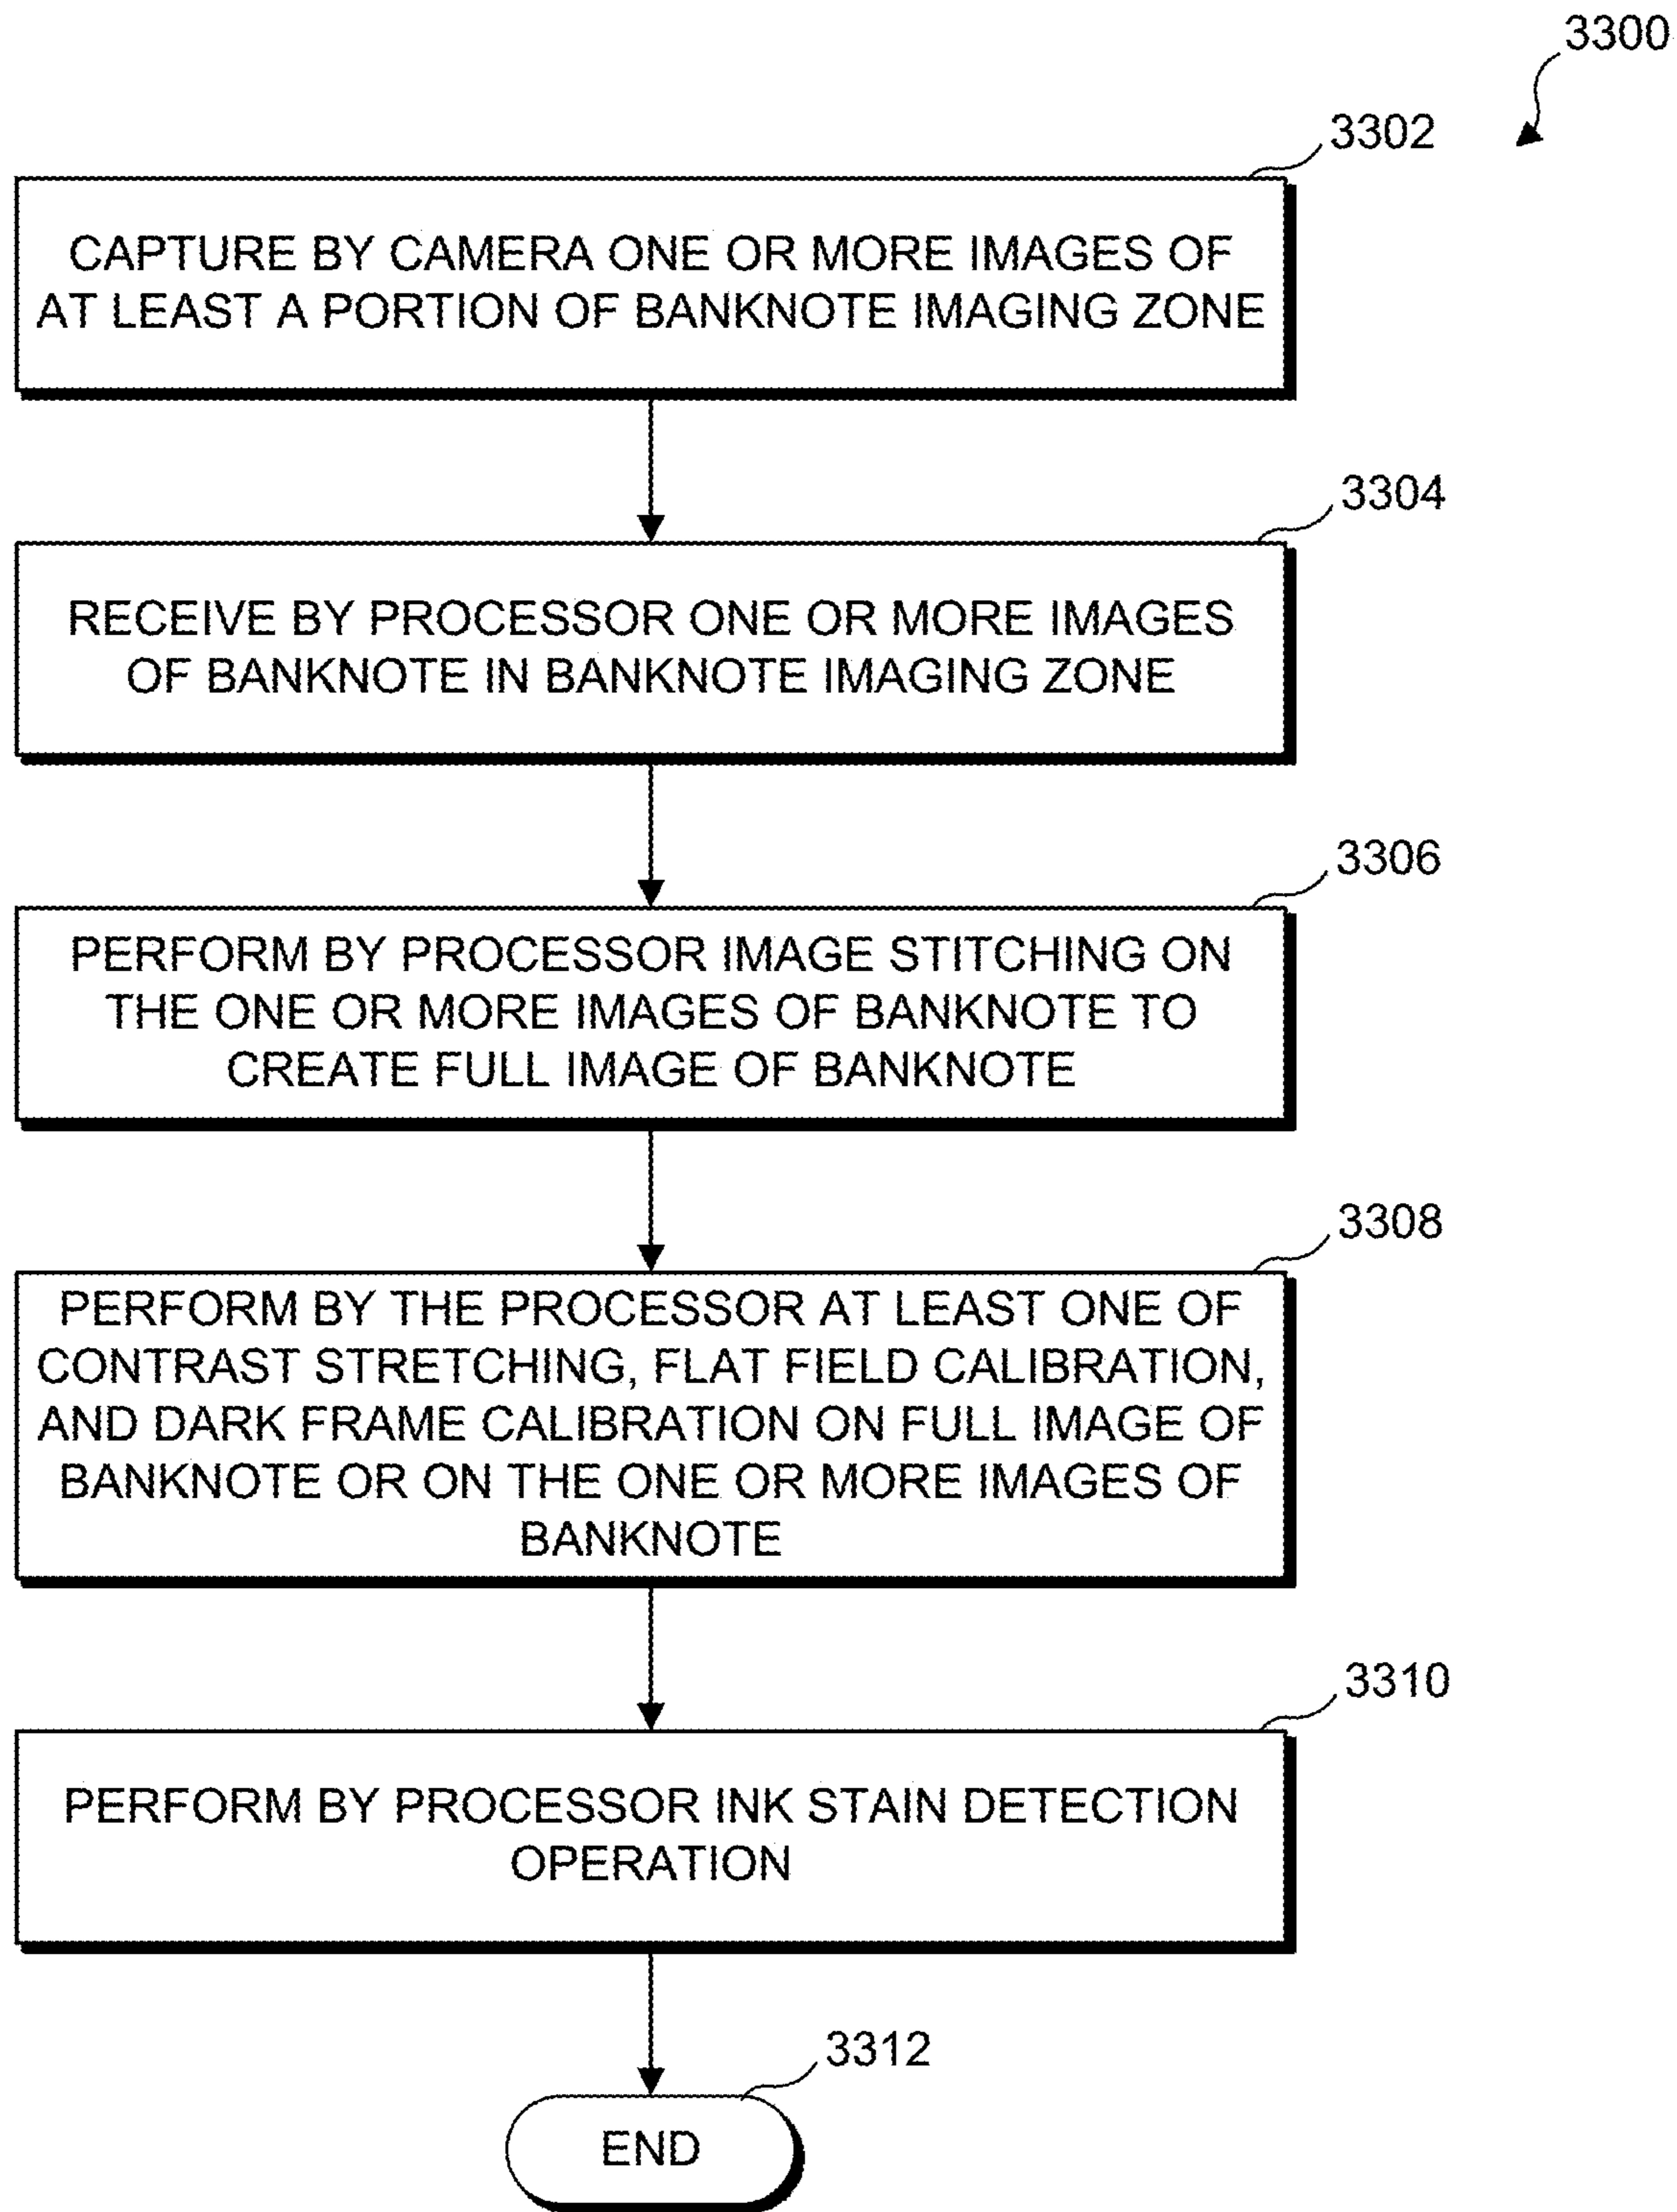 3300
3302
CAPTURE BY CAMERA ONE OR MORE IMAGES OF
AT LEAST A PORTION OF BANKNOTE IMAGING ZONE
3304
RECEIVE BY PROCESSOR ONE OR MORE IMAGES
OF BANKNOTE IN BANKNOTE IMAGING ZONE
3306
PERFORM BY PROCESSOR IMAGE STITCHING ON
THE ONE OR MORE IMAGES OF BANKNOTE TO
CREATE FULL IMAGE OF BANKNOTE
3308
PERFORM BY THE PROCESSOR AT LEAST ONE OF
CONTRAST STRETCHING, FLAT FIELD CALIBRATION,
AND DARK FRAME CALIBRATION ON FULL IMAGE OF
BANKNOTE OR ON THE ONE OR MORE IMAGES OF
BANKNOTE
3310
PERFORM BY PROCESSOR INK STAIN DETECTION
OPERATION
3312
END